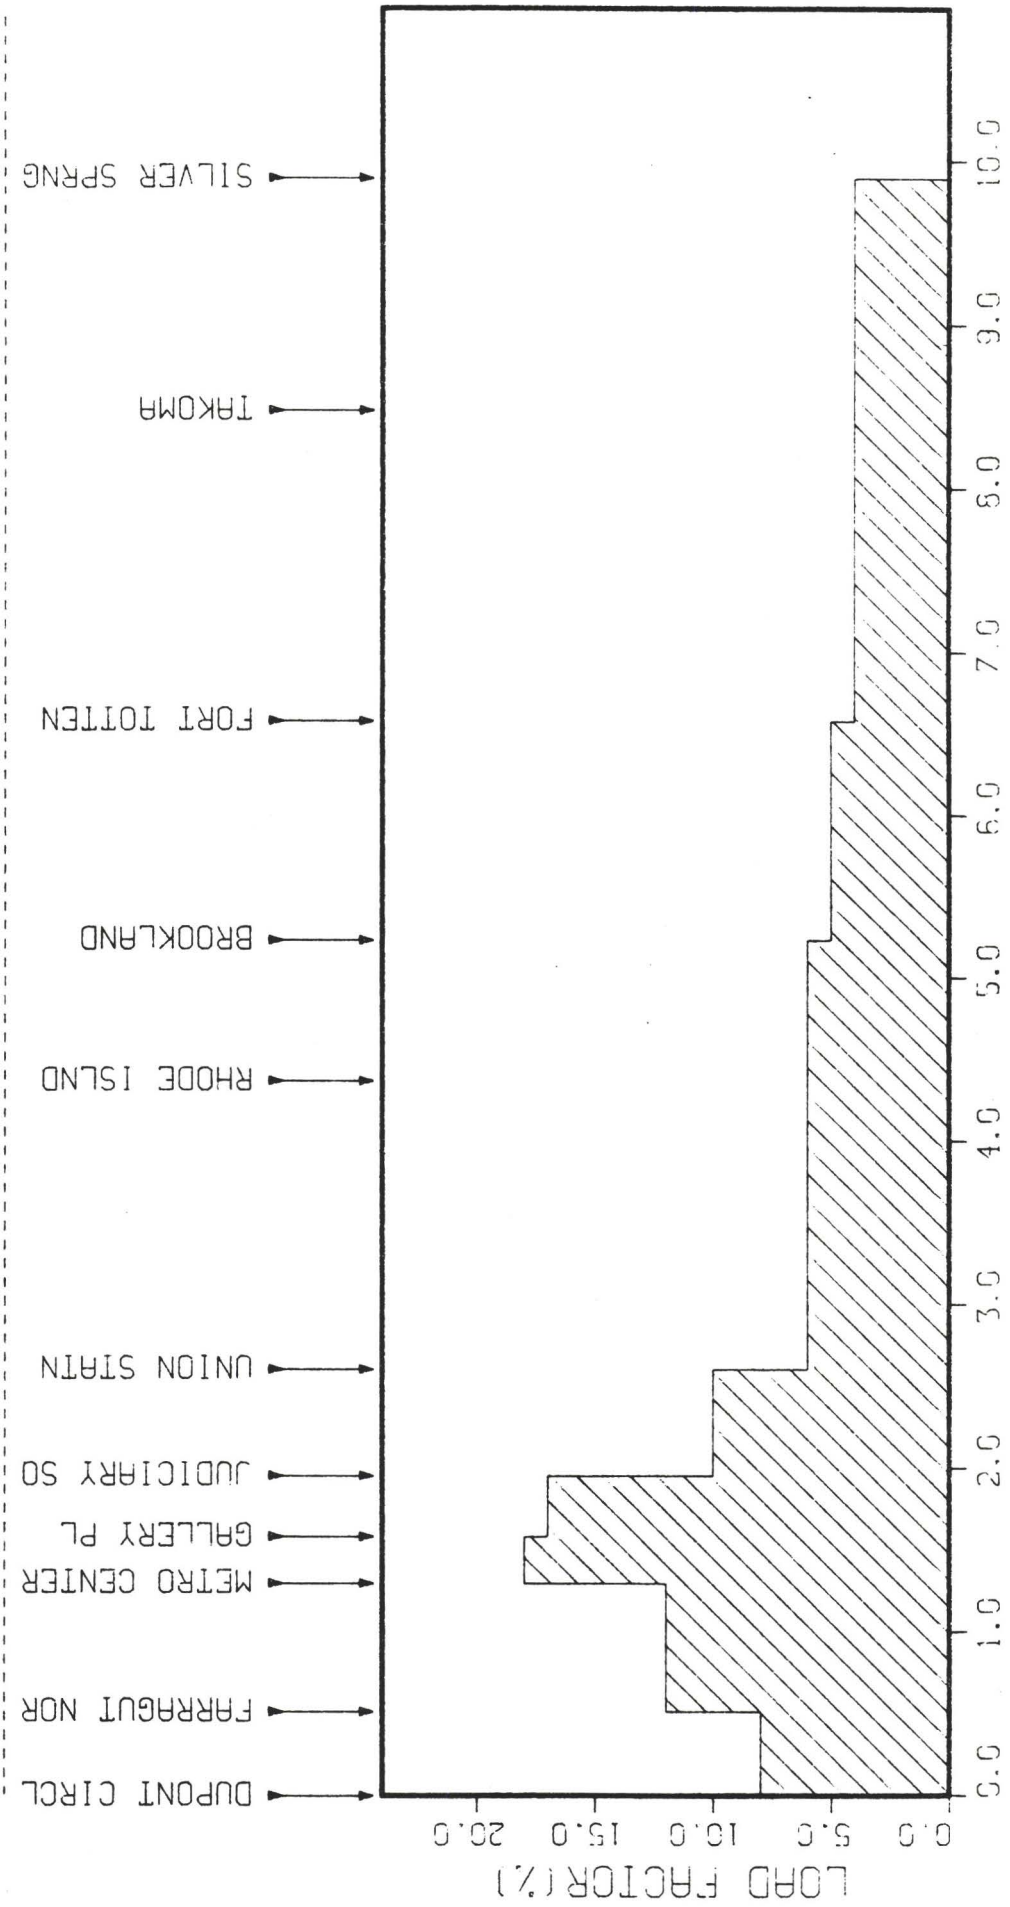 LOAD FACTOR(%)
0.0 5.0 10.0 15.0 20.0
DUPONT CIRCL
FARRAGUT NOR
METRO CENTER
GALLERY PL
JUDICIARY SQ
UNION STATN
RHODE ISLND
BROOKLAND
FORT TOTTEN
TAKOMA
SILVER SPRNG
0.0
1.0
2.0
3.0
4.0
5.0
6.0
7.0
8.0
9.0
10.0